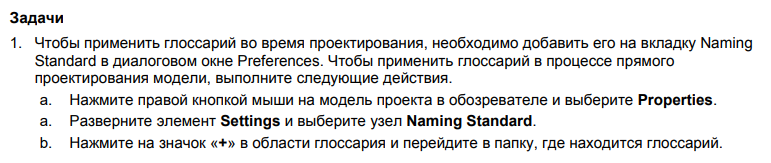 Задачи
1. Чтобы применить глоссарий во время проектирования, необходимо добавить его на вкладку Naming
Standard в диалоговом окне Preferences. Чтобы применить глоссарий в процессе прямого
проектирования модели, выполните следующие действия.
a. Нажмите правой кнопкой мыши на модель проекта в обозревателе и выберите Properties.
a. Разверните элемент Settings и выберите узел Naming Standard.
b. Нажмите на значок «+» в области глоссария и перейдите в папку, где находится глоссарий.